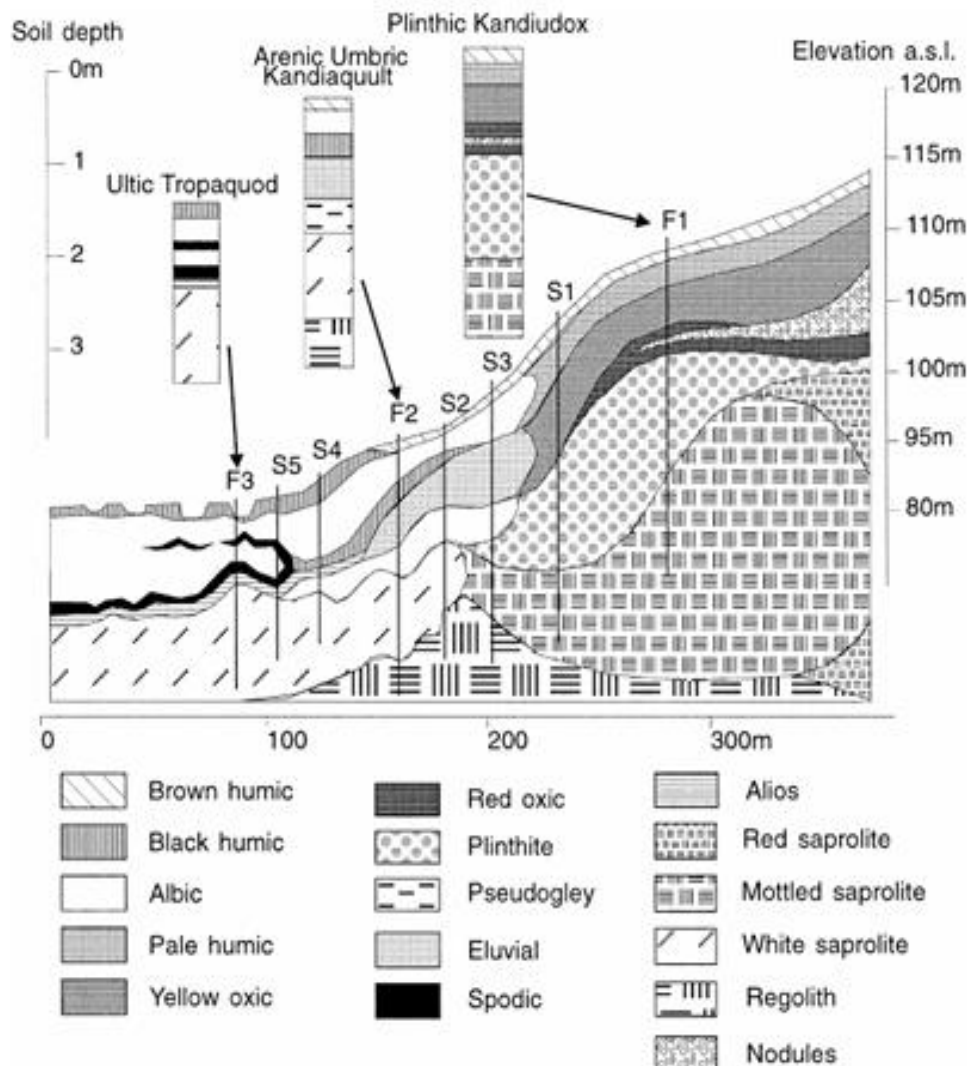 Soil depth
0m
1
2
3
Ultic Tropaquod
Arenic Umbric
Kandiaquult
Plinthic Kandiudox
Elevation a.s.l.
120m
115m
110m
105m
100m
95m
80m
F1
S1
S3
S2
F2
S4
S5
F3
0
100
200
300m
Brown humic
Black humic
Albic
Pale humic
Yellow oxic
Red oxic
Plinthite
Pseudogley
Eluvial
Spodic
Alios
Red saprolite
Mottled saprolite
White saprolite
Regolith
Nodules